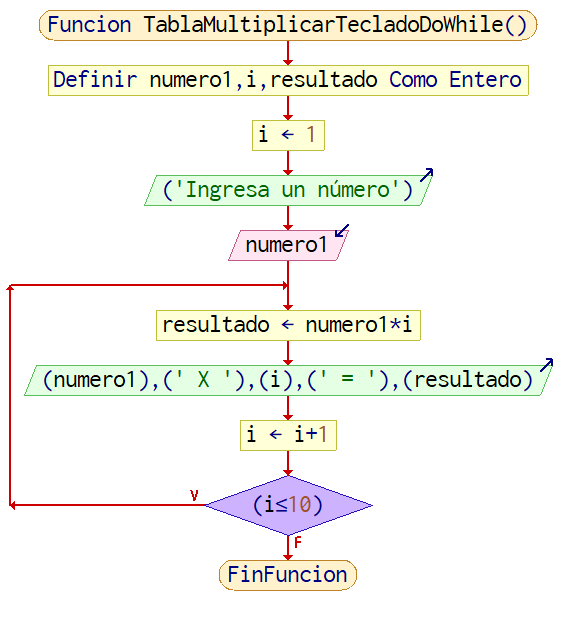 Funcion TablaMultiplicarTecladoDoWhile()
Definir numero1,i,resultado Como Entero
i ← 1
('Ingresa un número')
numero1
resultado ← numero1*i
(numero1),(' X '),(i),(' = '),(resultado)
i ← i+1
V
(i≤10)
F
FinFuncion